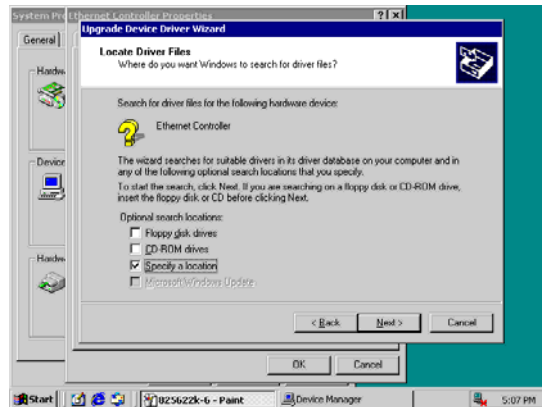 System Pro
Ethernet Controller Properties
Upgrade Device Driver Wizard
General
Locate Driver Files
Where do you want Windows to search for driver files?
Hardw
Search for driver files for the following hardware device:
Ethernet Controller
Device
The wizard searches for suitable drivers in its driver database on your computer and in
any of the following optional search locations that you specify.
To start the search, click Next. If you are searching on a floppy disk or CD-ROM drive,
insert the floppy disk or CD before clicking Next.
Optional search locations:
Floppy disk drives
CD-ROM drives
Hardw
Specify a location
Microsoft Windows Update
< Back Next > Cancel
OK Cancel
Start 825622k-6 - Paint Device Manager 5:07 PM